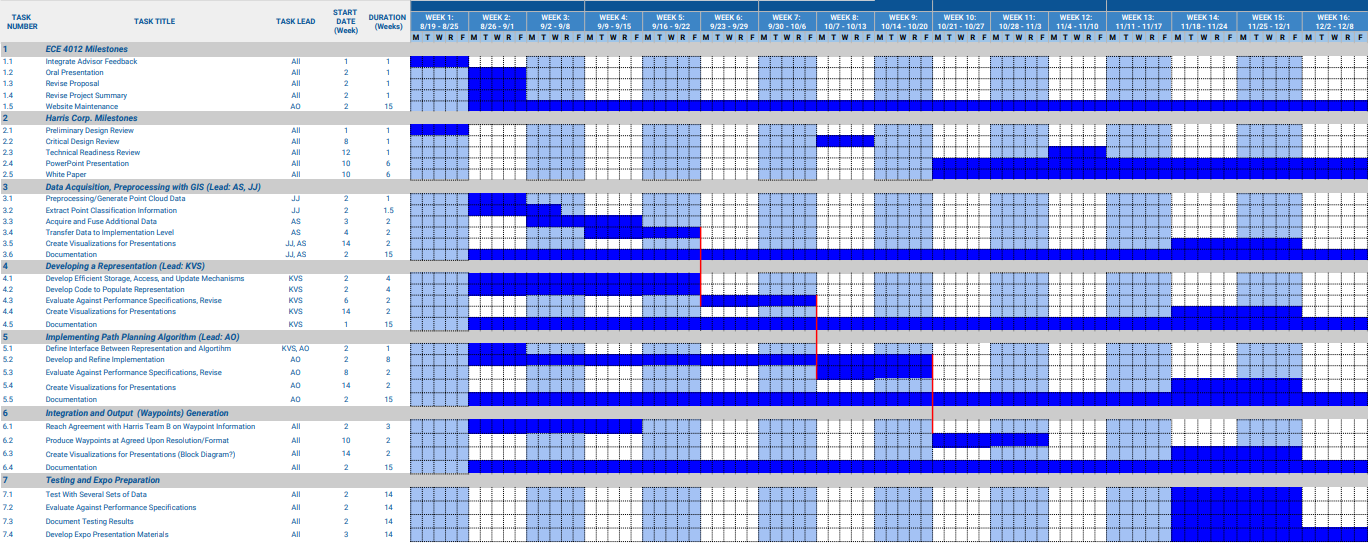 TASK NUMBER TASK TITLE TASK LEAD START DATE (Week) DURATION (Weeks) WEEK 1: 8/19 - 8/25 WEEK 2: 8/26 - 9/1 WEEK 3: 9/2 - 9/8 WEEK 4: 9/9 - 9/15 WEEK 5: 9/16 - 9/22 WEEK 6: 9/23 - 9/29 WEEK 7: 9/30 - 10/6 WEEK 8: 10/7 - 10/13 WEEK 9: 10/14 - 10/20 WEEK 10: 10/21 - 10/27 WEEK 11: 10/28 - 11/3 WEEK 12: 11/4 - 11/10 WEEK 13: 11/11 - 11/17 WEEK 14: 11/18 - 11/24 WEEK 15: 11/25 - 12/1 WEEK 16: 12/2 - 12/8
M T W R F M T W R F M T W R F M T W R F M T W R F M T W R F M T W R F M T W R F M T W R F M T W R F M T W R F M T W R F M T W R F M T W R F M T W R F M T W R F
1 ECE 4012 Milestones
1.1 Integrate Advisor Feedback All 1 1
1.2 Oral Presentation All 2 1
1.3 Revise Proposal All 2 1
1.4 Revise Project Summary All 2 1
1.5 Website Maintenance AO 2 15
2 Harris Corp. Milestones
2.1 Preliminary Design Review All 1 1
2.2 Critical Design Review All 8 1
2.3 Technical Readiness Review All 12 1
2.4 PowerPoint Presentation All 10 6
2.5 White Paper All 10 6
3 Data Acquisition, Preprocessing with GIS (Lead: AS, JJ)
3.1 Preprocessing/Generate Point Cloud Data JJ 2 1
3.2 Extract Point Classification Information JJ 2 1.5
3.3 Acquire and Fuse Additional Data AS 3 2
3.4 Transfer Data to Implementation Level AS 4 2
3.5 Create Visualizations for Presentations JJ, AS 14 2
3.6 Documentation JJ, AS 2 15
4 Developing a Representation (Lead: KVS)
4.1 Develop Efficient Storage, Access, and Update Mechanisms KVS 2 4
4.2 Develop Code to Populate Representation KVS 2 4
4.3 Evaluate Against Performance Specifications, Revise KVS 6 2
4.4 Create Visualizations for Presentations KVS 14 2
4.5 Documentation KVS 1 15
5 Implementing Path Planning Algorithm (Lead: AO)
5.1 Define Interface Between Representation and Algortihm KVS, AO 2 1
5.2 Develop and Refine Implementation AO 2 8
5.3 Evaluate Against Performance Specifications, Revise AO 8 2
5.4 Create Visualizations for Presentations AO 14 2
5.5 Documentation AO 2 15
6 Integration and Output (Waypoints) Generation
6.1 Reach Agreement with Harris Team B on Waypoint Information All 2 3
6.2 Produce Waypoints at Agreed Upon Resolution/Format All 10 2
6.3 Create Visualizations for Presentations (Block Diagram?) All 14 2
6.4 Documentation All 2 15
7 Testing and Expo Preparation
7.1 Test With Several Sets of Data All 2 14
7.2 Evaluate Against Performance Specifications All 2 14
7.3 Document Testing Results All 2 14
7.4 Develop Expo Presentation Materials All 3 14